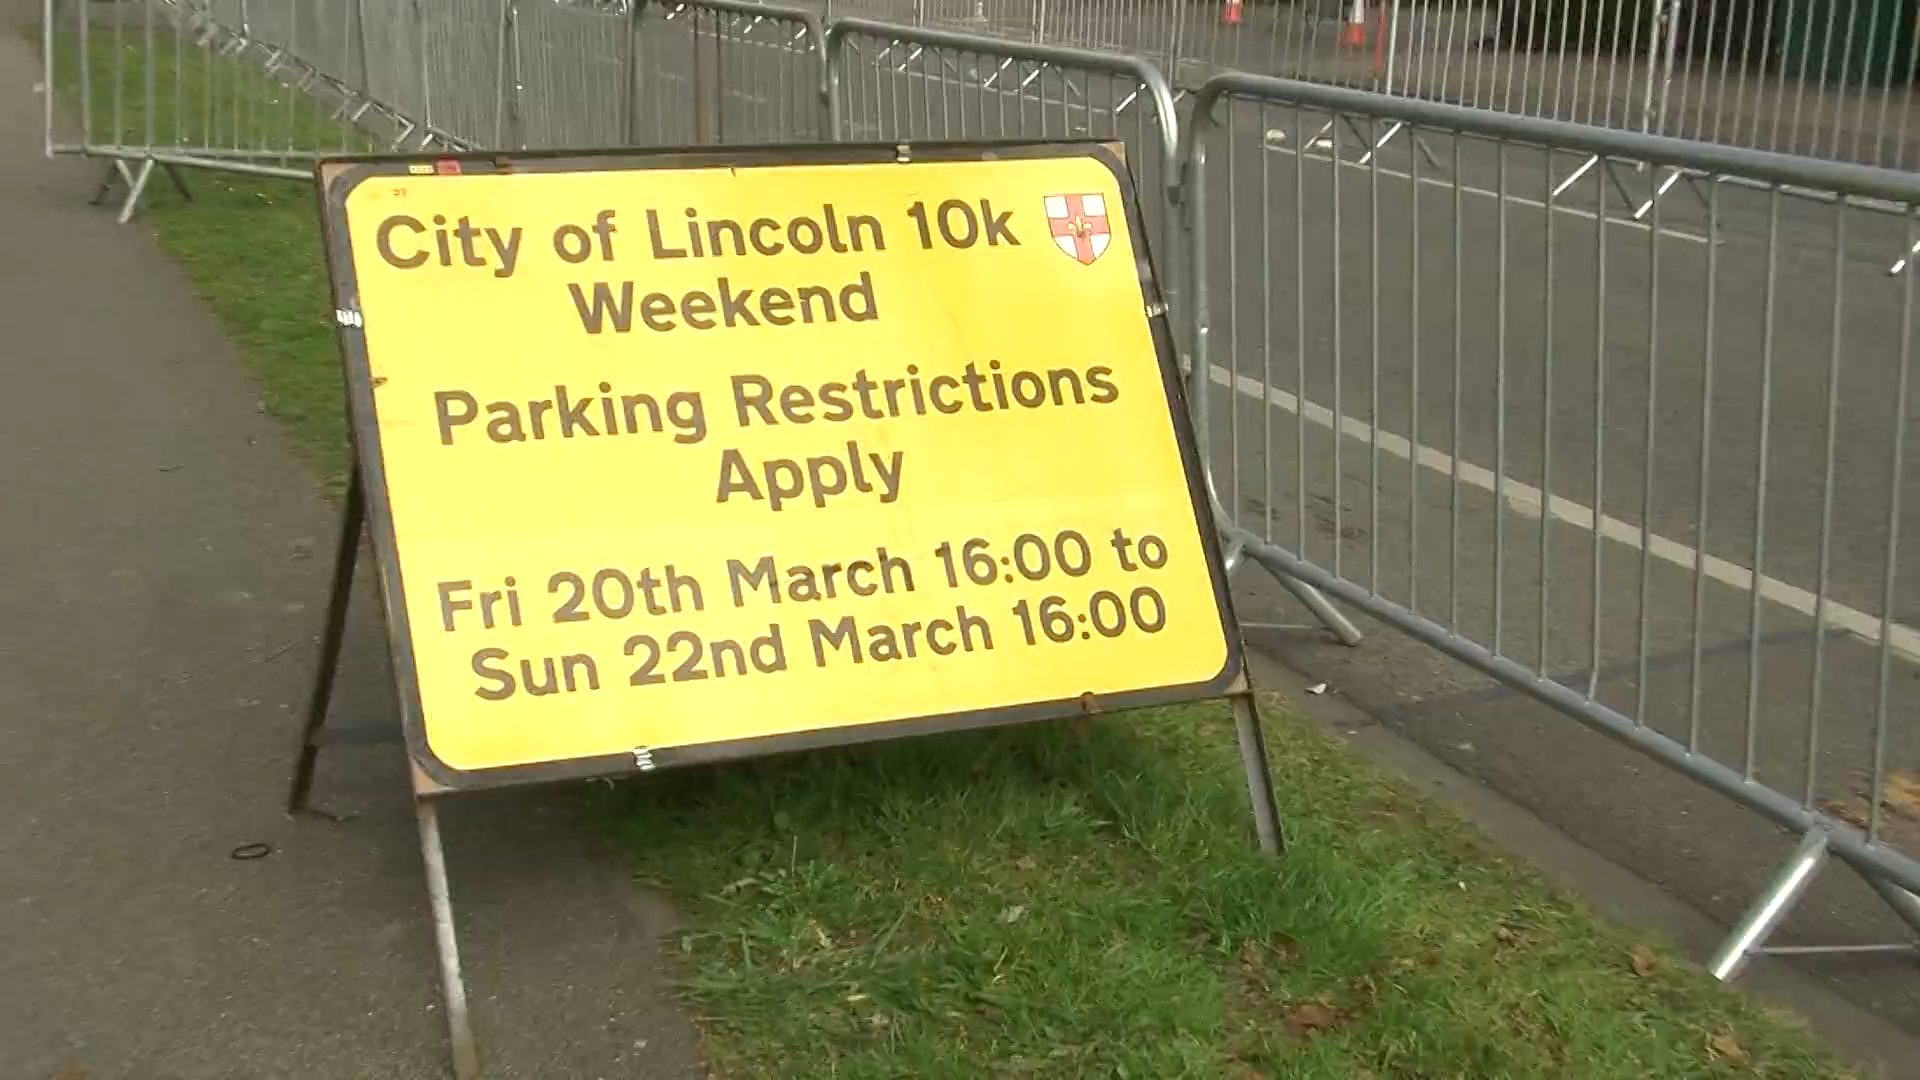 City of Lincoln 10k
Weekend
Parking Restrictions
Apply
Fri 20th March 16:00 to
Sun 22nd March 16:00